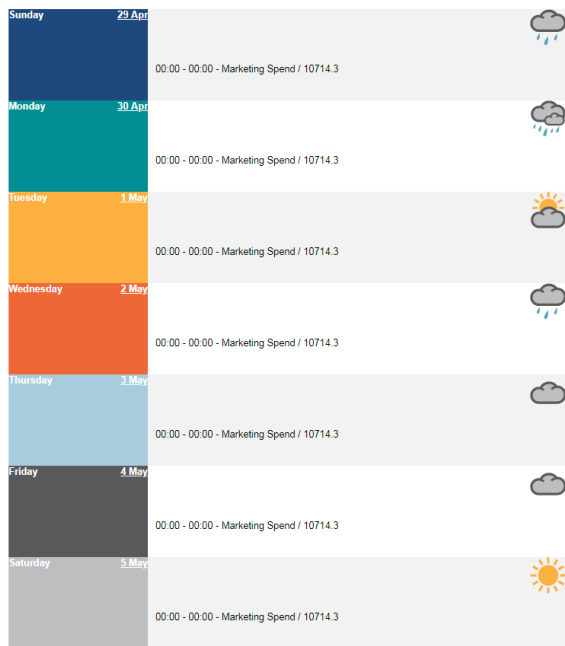 Sunday 29 Apr
00:00 - 00:00 - Marketing Spend / 10714.3
Monday 30 Apr
00:00 - 00:00 - Marketing Spend / 10714.3
Tuesday 1 May
00:00 - 00:00 - Marketing Spend / 10714.3
Wednesday 2 May
00:00 - 00:00 - Marketing Spend / 10714.3
Thursday 3 May
00:00 - 00:00 - Marketing Spend / 10714.3
Friday 4 May
00:00 - 00:00 - Marketing Spend / 10714.3
Saturday 5 May
00:00 - 00:00 - Marketing Spend / 10714.3